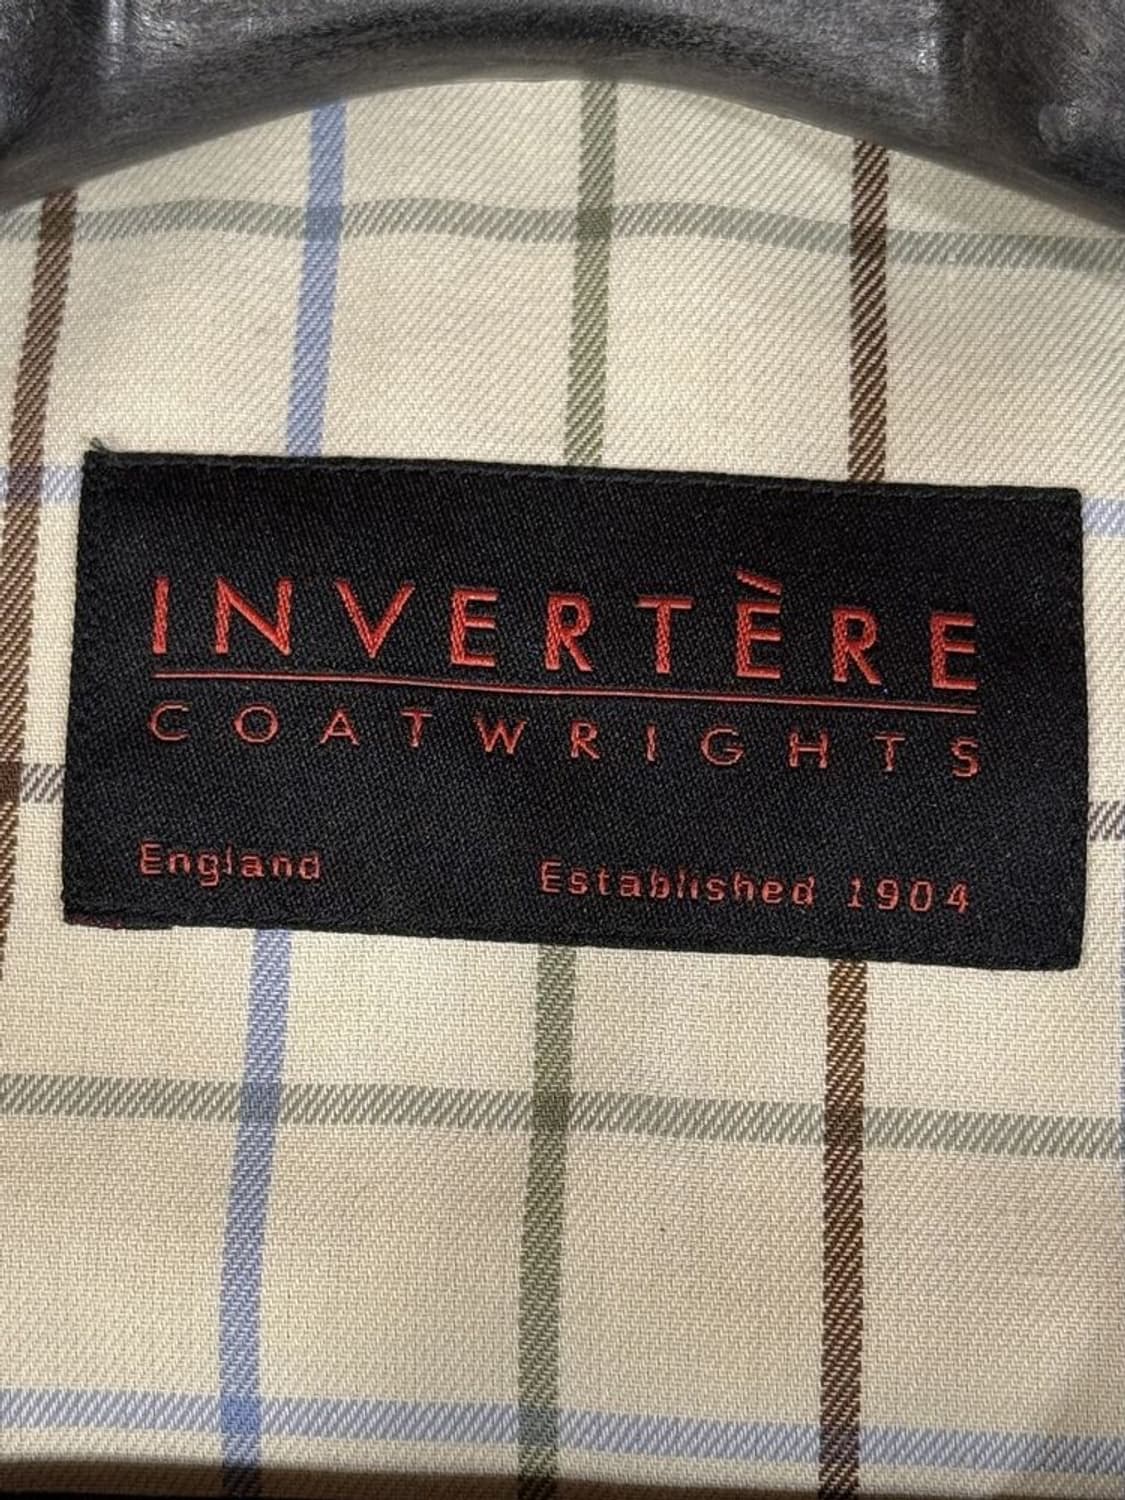 INVERTÈRE
COATWRIGHTS
England Established 1904